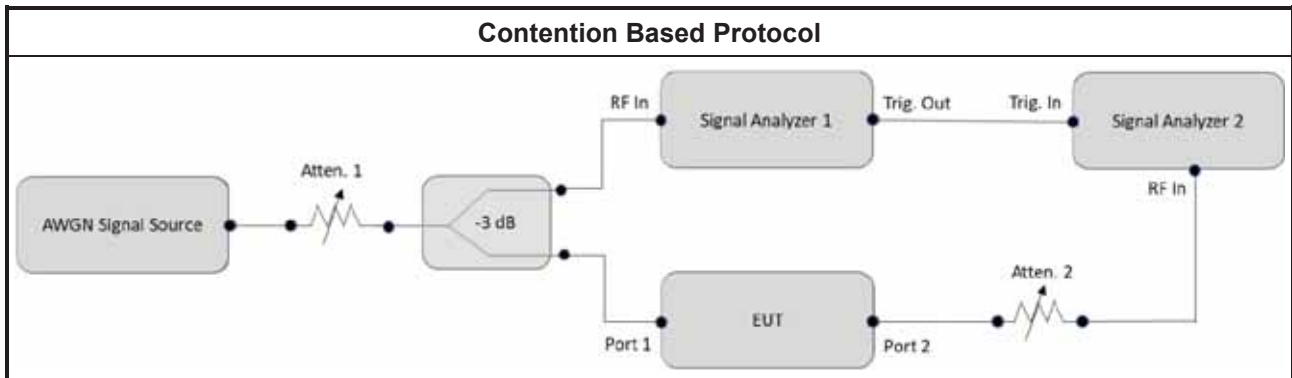 Contention Based Protocol
RF In
Signal Analyzer 1
Trig. Out
Trig. In
Signal Analyzer 2
Atten. 1
RF In
AWGN Signal Source
-3 dB
Atten. 2
EUT
Port 1
Port 2